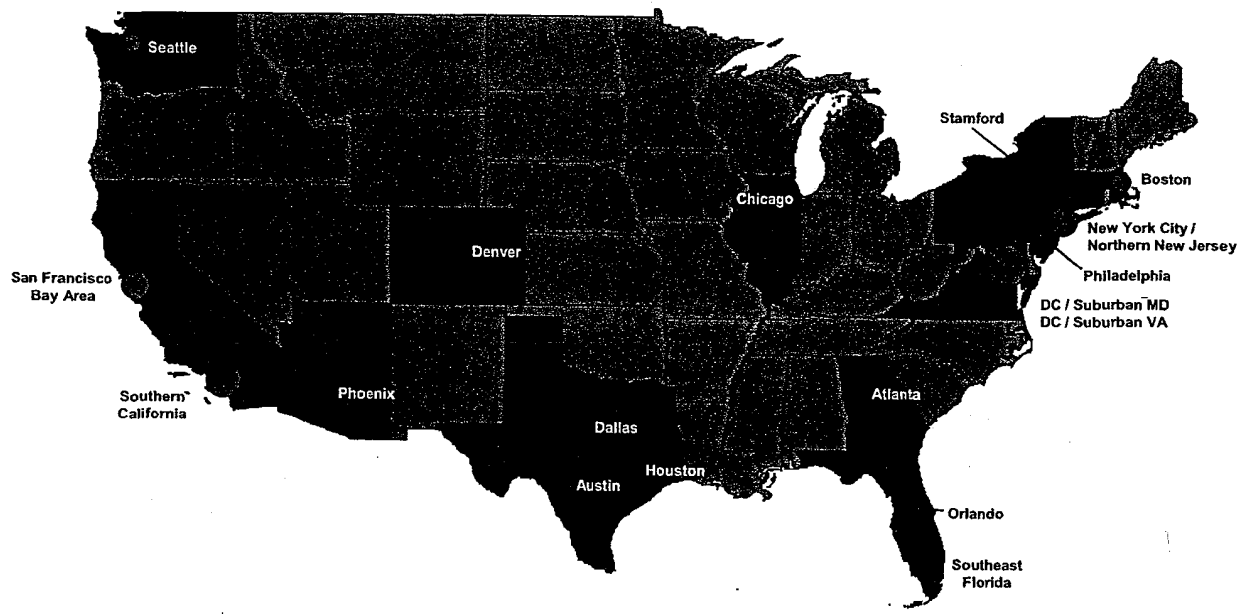 Seattle
Stamford
Boston
Chicago
New York City /
Northern New Jersey
Denver
Philadelphia
San Francisco
Bay Area
DC / Suburban MD
DC / Suburban VA
Phoenix
Atlanta
Southern
California
Dallas
Houston
Austin
Orlando
Southeast
Florida